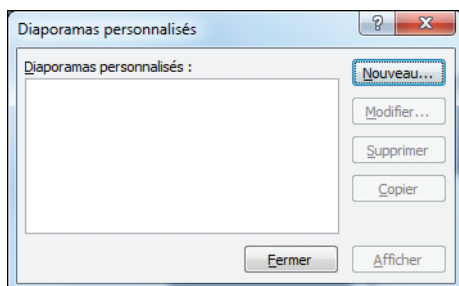 Diaporamas personnalisés
Diaporamas personnalisés :
Nouveau...
Modifier...
Supprimer
Copier
Fermer
Afficher